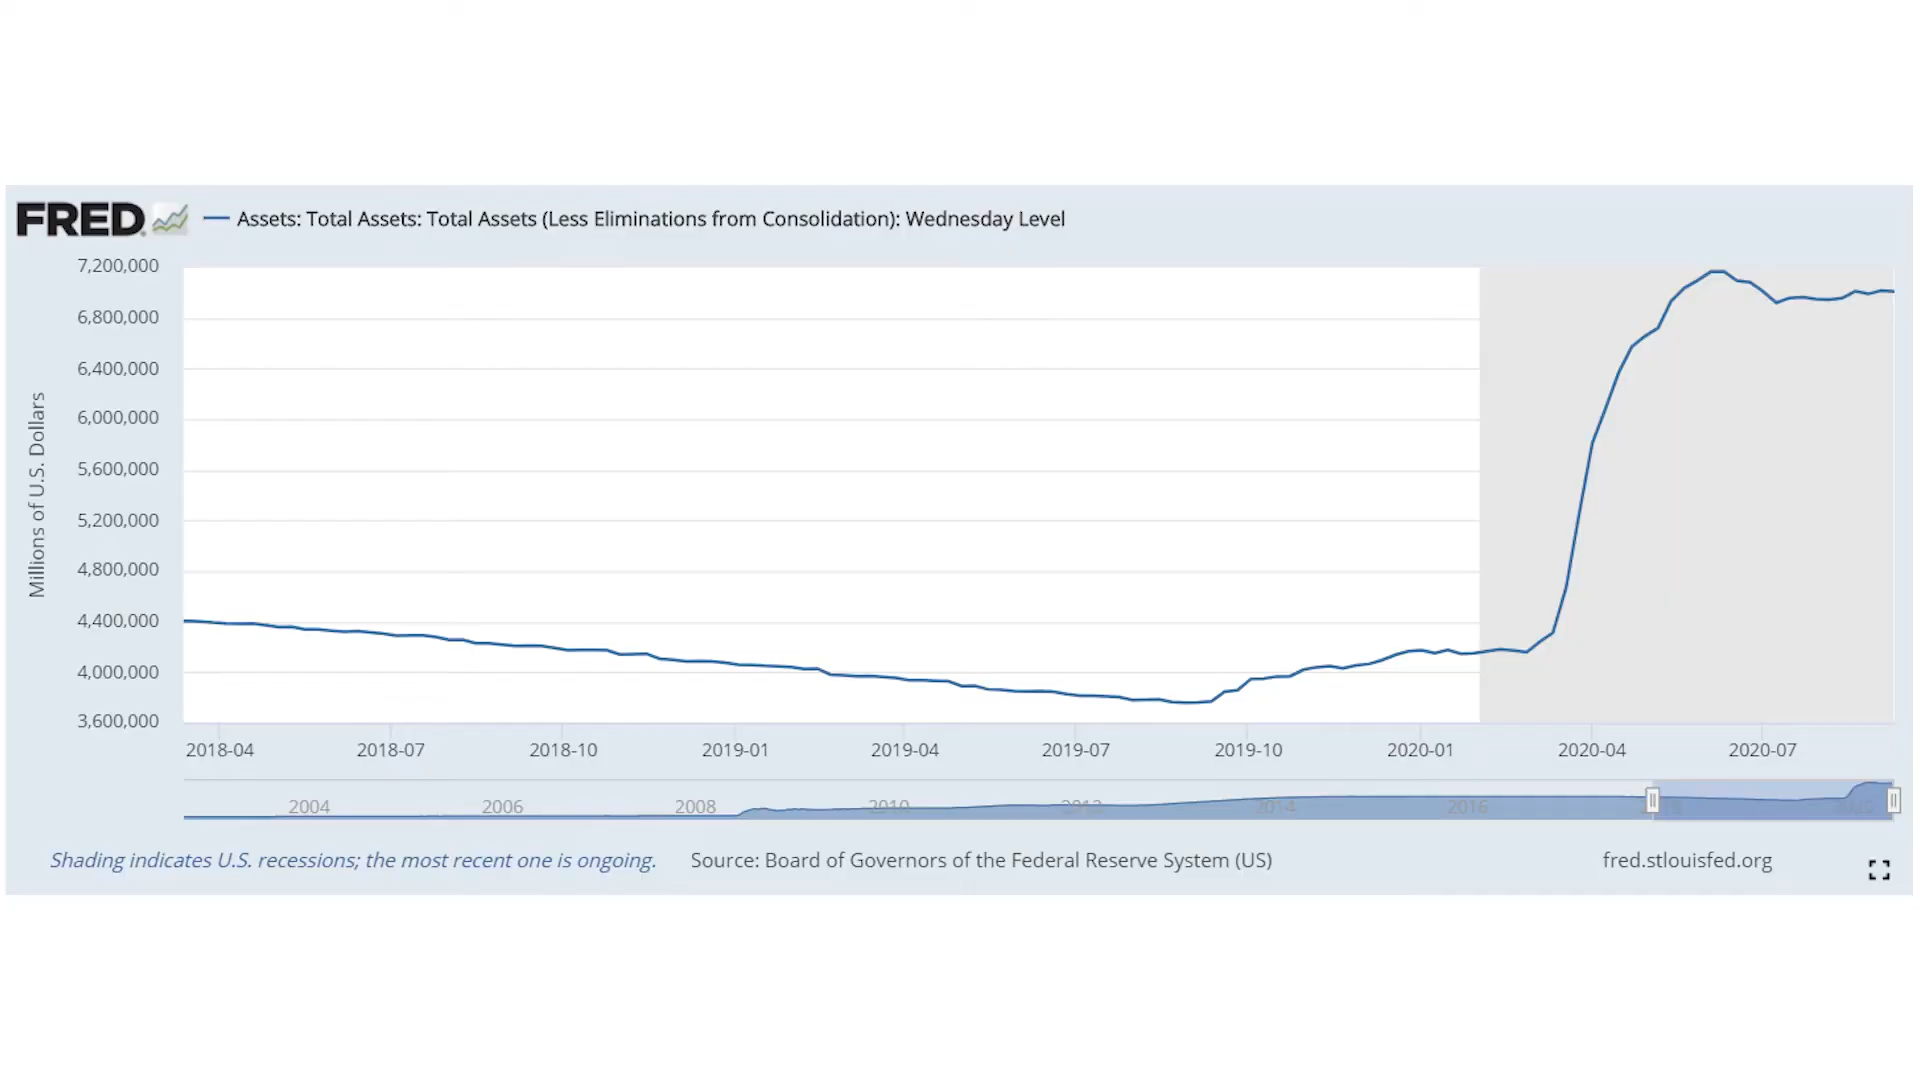 FRED
Assets: Total Assets: Total Assets (Less Eliminations from Consolidation): Wednesday Level
Millions of U.S. Dollars
7,200,000
6,800,000
6,400,000
6,000,000
5,600,000
5,200,000
4,800,000
4,400,000
4,000,000
3,600,000
2018-04 2018-07 2018-10 2019-01 2019-04 2019-07 2019-10 2020-01 2020-04 2020-07
2004 2006 2008 2010 2012 2014 2016
Shading indicates U.S. recessions; the most recent one is ongoing. Source: Board of Governors of the Federal Reserve System (US) fred.stlouisfed.org